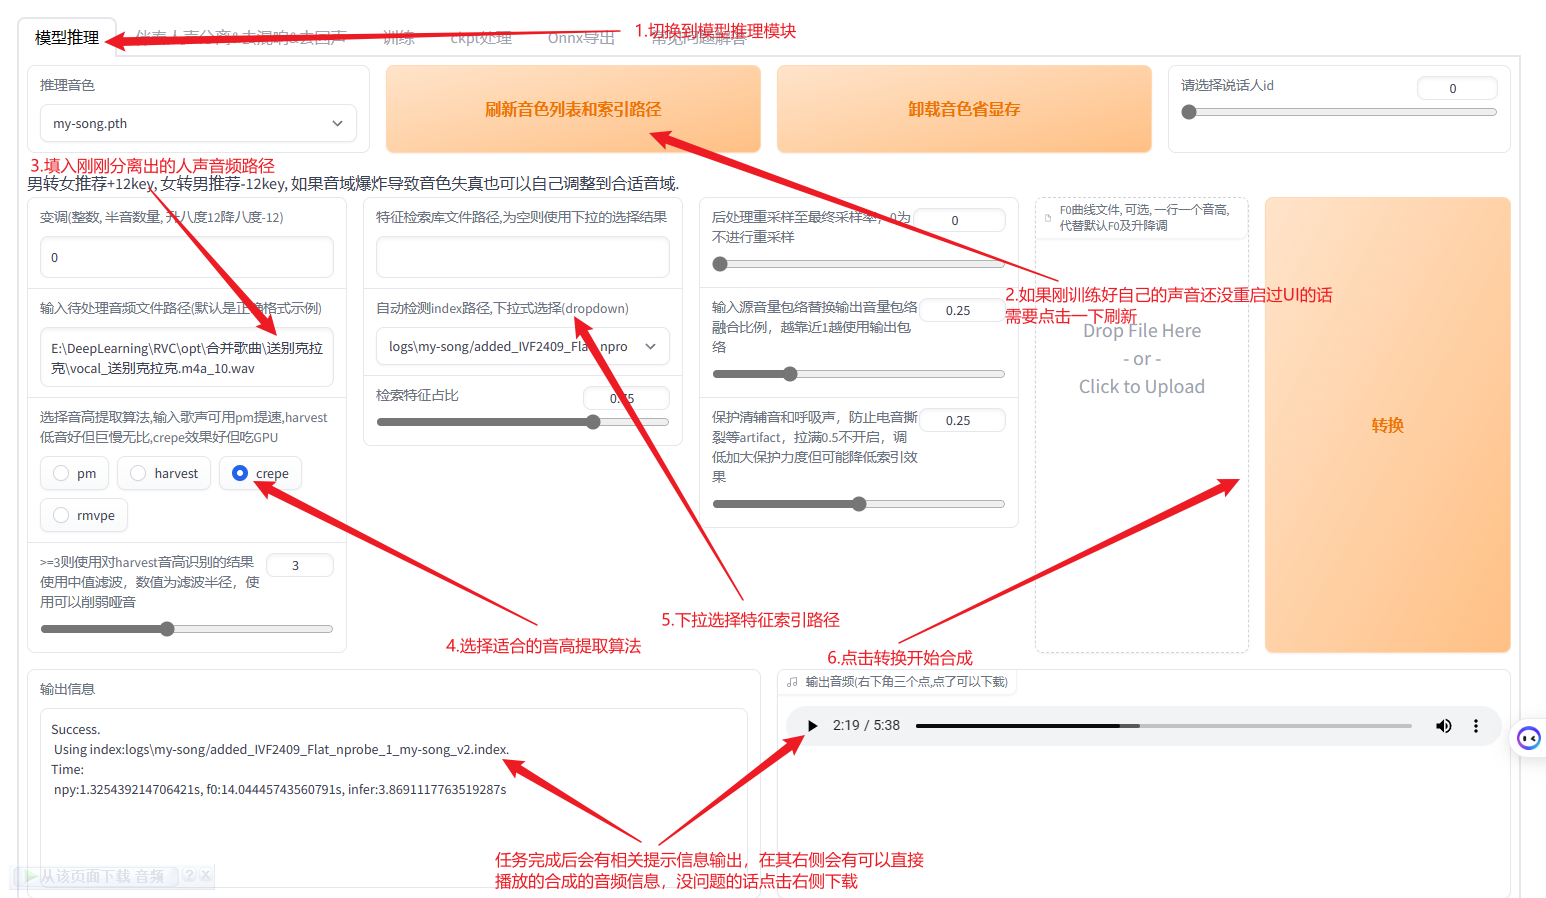 模型推理
伴奏人声分离&去混响&去回声
训练
ckpt处理
Onnx导出
常见问题解答
1.切换到模型推理模块
推理音色
my-song.pth
刷新音色列表和索引路径
卸载音色省显存
请选择说话人id
0
3.填入刚刚分离出的人声音频路径
男转女推荐+12key, 女转男推荐-12key, 如果音域爆炸导致音色失真也可以自己调整到合适音域.
变调(整数, 半音数量, 升八度12降八度-12)
0
输入待处理音频文件路径(默认是正确格式示例)
E:\DeepLearning\RVC\opt\合并歌曲\送别克拉
克\vocal_送别克拉克.m4a_10.wav
选择音高提取算法,输入歌声可用pm提速,harvest
低音好但巨慢无比,crepe效果好但吃GPU
pm
harvest
crepe
rmvpe
>=3则使用对harvest音高识别的结果
使用中值滤波，数值为滤波半径，使
用可以削弱哑音
3
特征检索库文件路径,为空则使用下拉的选择结果
自动检测index路径,下拉式选择(dropdown)
logs\my-song/added_IVF2409_Flat_npro
检索特征占比
0.75
后处理重采样至最终采样率，0为
不进行重采样
0
输入源音量包络替换输出音量包络
融合比例，越靠近1越使用输出包
络
0.25
保护清辅音和呼吸声，防止电音撕
裂等artifact，拉满0.5不开启，调
低加大保护力度但可能降低索引效
果
0.25
F0曲线文件, 可选, 一行一个音高,
代替默认F0及升降调
2.如果刚训练好自己的声音还没重启过UI的话
需要点击一下刷新
Drop File Here
- or -
Click to Upload
转换
4.选择适合的音高提取算法
5.下拉选择特征索引路径
6.点击转换开始合成
输出信息
Success.
Using index:logs\my-song/added_IVF2409_Flat_nprobe_1_my-song_v2.index.
Time:
npy:1.325439214706421s, f0:14.04457543560791s, infer:3.8691117763519287s
输出音频(右下角三个点,点了可以下载)
2:19 / 5:38
任务完成后会有相关提示信息输出，在其右侧会有可以直接
播放的合成的音频信息，没问题的话点击右侧下载
从该页面下载 音频
? X